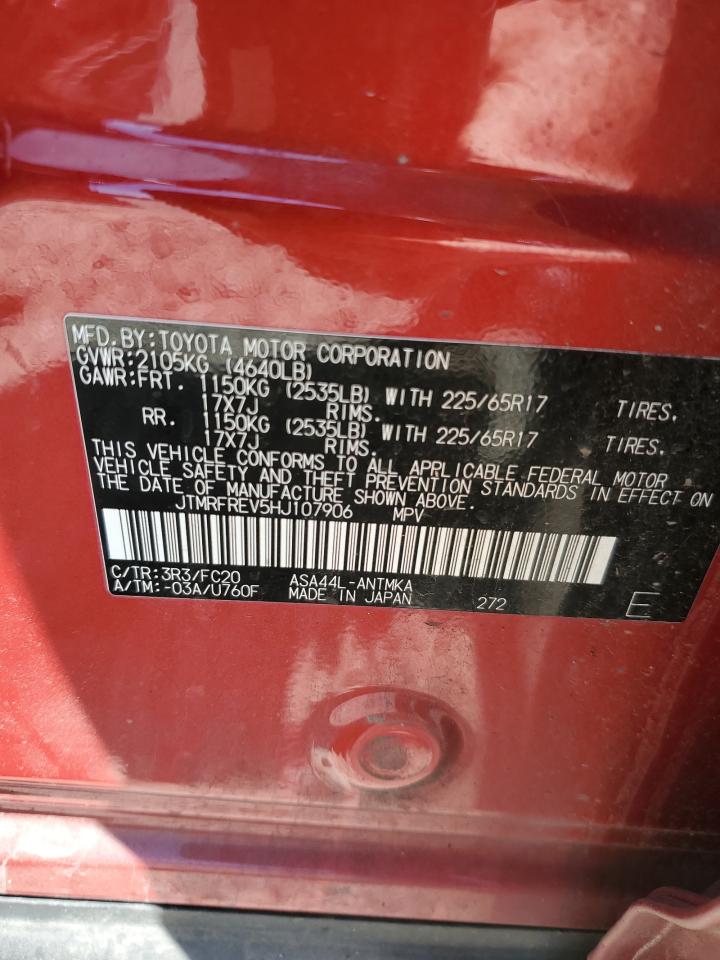 MFD.BY:TOYOTA MOTOR CORPORATION
GVWR:2105KG (4640LB)
GAWR:FRT. 1150KG (2535LB) WITH 225/65R17 TIRES,
17X7J RIMS.
RR. 1150KG (2535LB) WITH 225/65R17 TIRES,
17X7J RIMS.
THIS VEHICLE CONFORMS TO ALL APPLICABLE FEDERAL MOTOR
VEHICLE SAFETY AND THEFT PREVENTION STANDARDS IN EFFECT ON
THE DATE OF MANUFACTURE SHOWN ABOVE.
JTMRFREV5HJ107906 MPV
C/TR:3R3/FC20 ASA44L-ANTMKA
A/TM:-03A/U760F MADE IN JAPAN 272 E